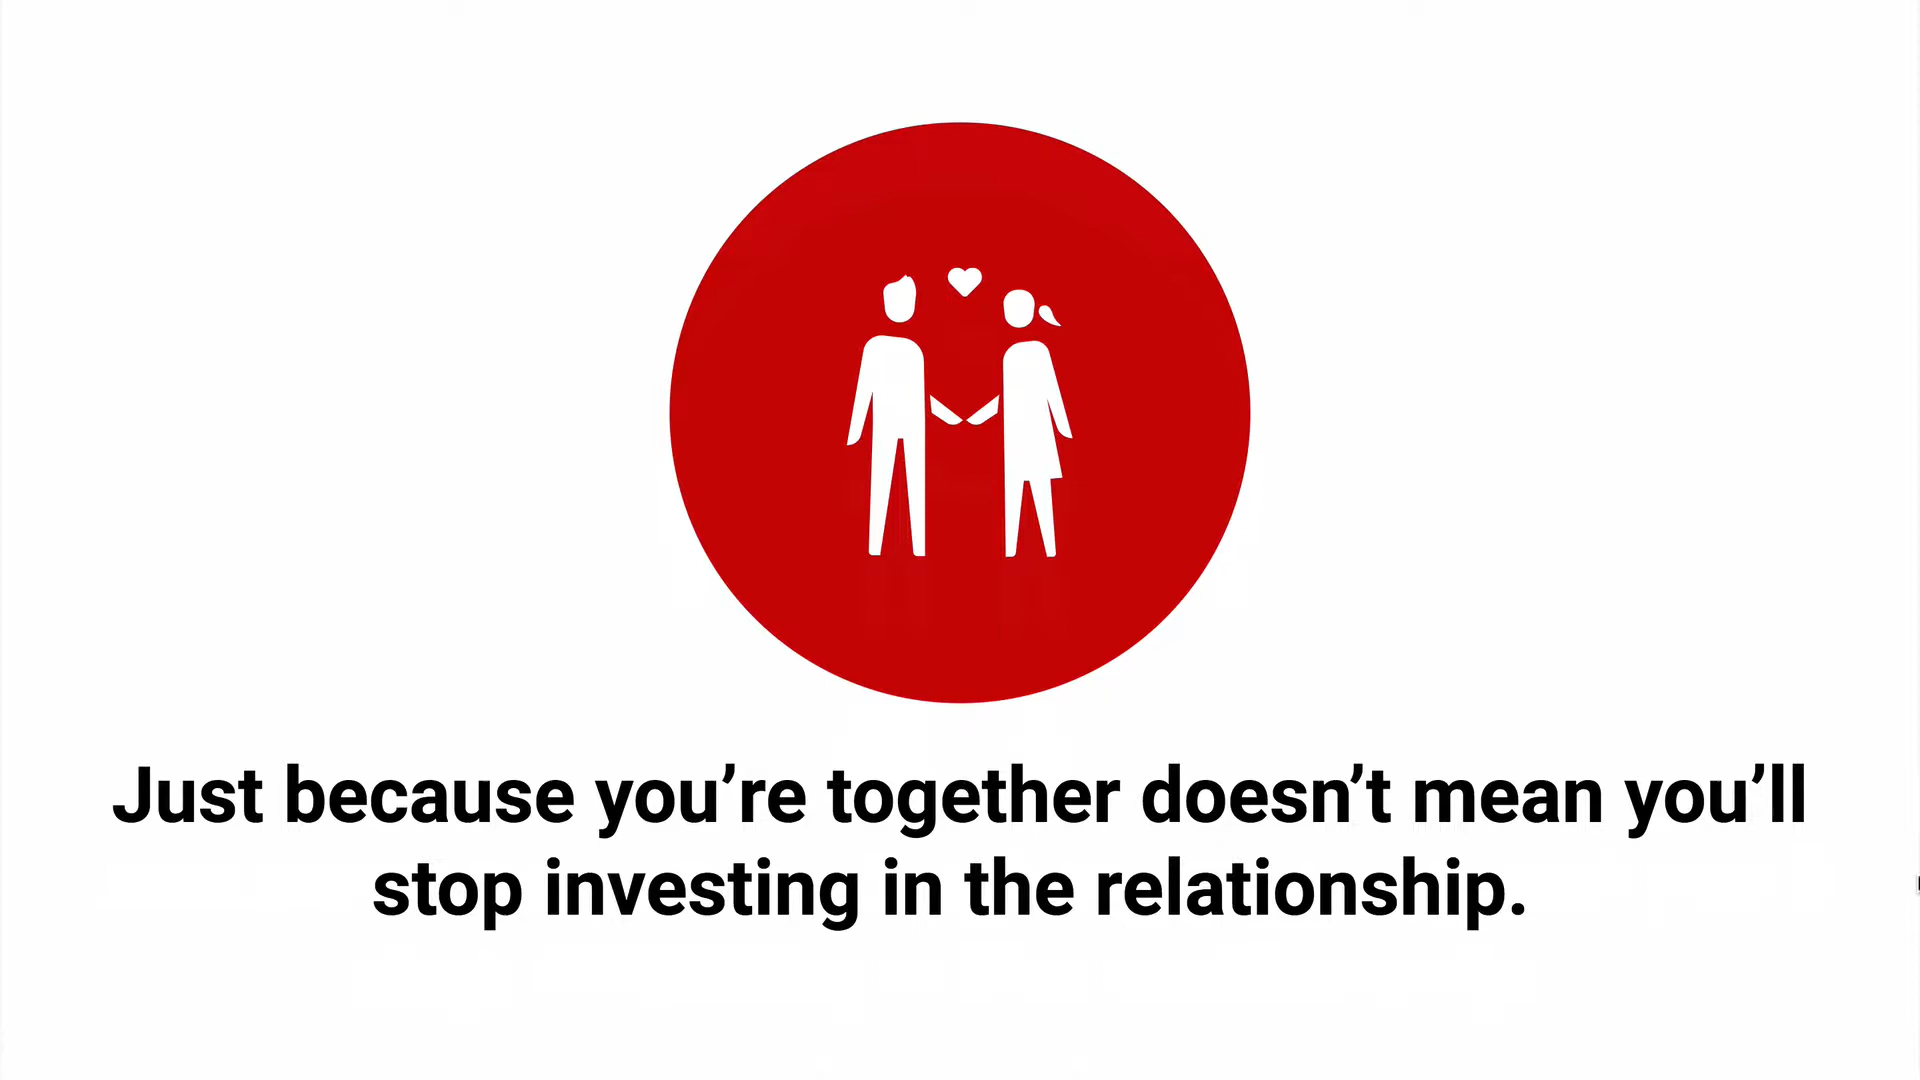 Just because you’re together doesn’t mean you’ll
stop investing in the relationship.